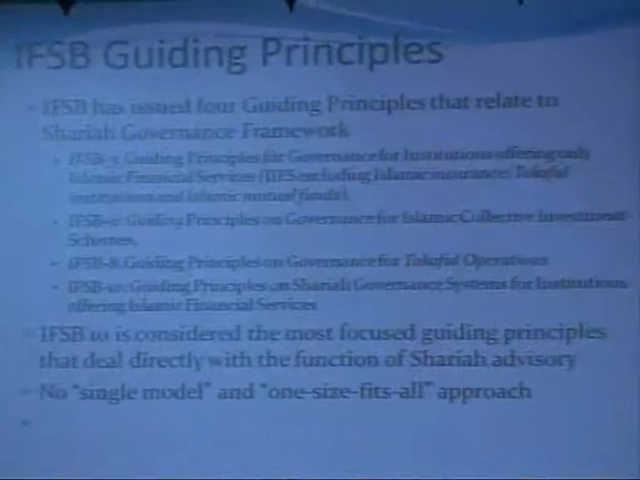 IFSB Guiding Principles
IFSB has issued four Guiding Principles that relate to
Shariah Governance Framework
IFSB-3: Guiding Principles for Governance for Institutions offering only
Islamic Financial Services (IIFS excluding Islamic insurance/ Takaful
institutions and Islamic mutual funds).
IFSB-6: Guiding Principles on Governance for Islamic Collective Investment
Schemes.
IFSB-8: Guiding Principles on Governance for Takaful Operations
IFSB-10: Guiding Principles on Shariah Governance Systems for Institutions
offering Islamic Financial Services
IFSB 10 is considered the most focused guiding principles
that deal directly with the function of Shariah advisory
No "single model" and "one-size-fits-all" approach